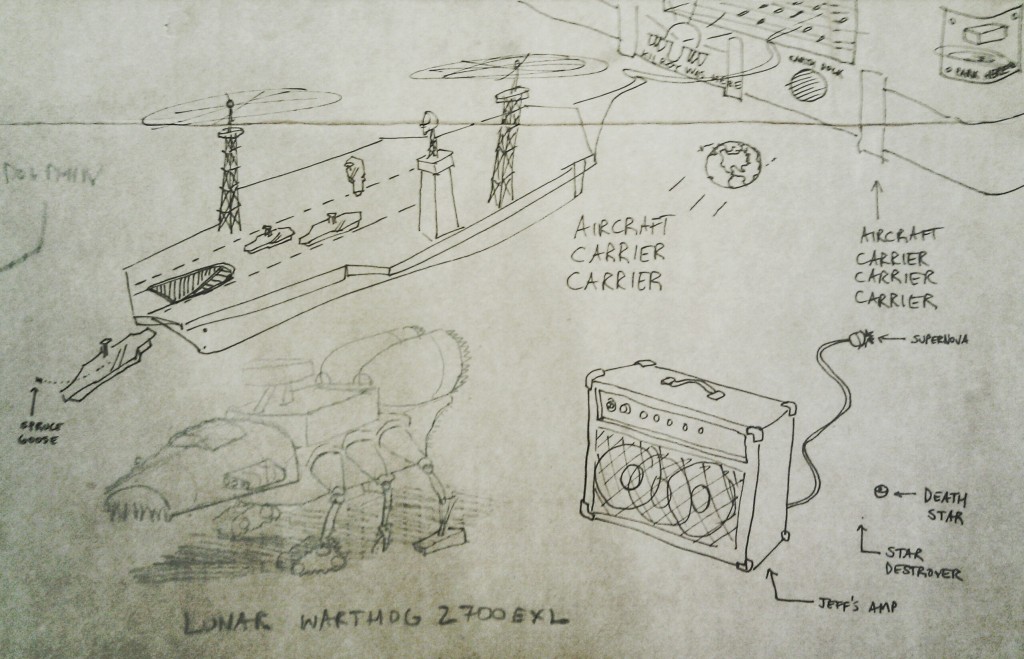 KILROY WAS HERE
EARTH DOCK
PARK HERE
AIRCRAFT
CARRIER
CARRIER
AIRCRAFT
CARRIER
CARRIER
CARRIER
SPRUCE
GOOSE
SUPERNOVA
DEATH
STAR
STAR
DESTROYER
JEFF'S AMP
LUNAR WARTHOG 2700EXL